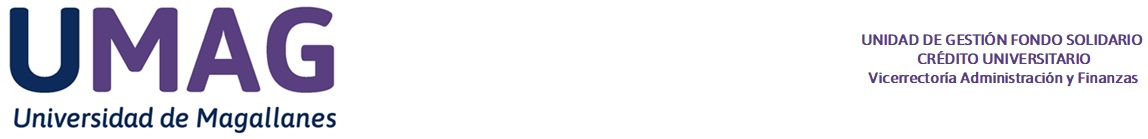 UMAG
Universidad de Magallanes
UNIDAD DE GESTIÓN FONDO SOLIDARIO
CRÉDITO UNIVERSITARIO
Vicerrectoría Administración y Finanzas